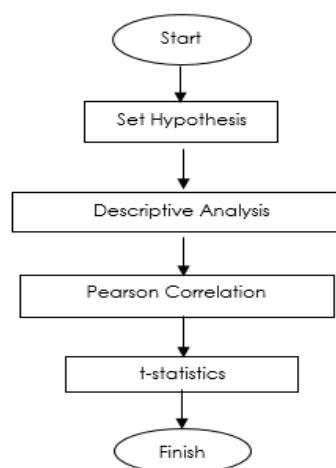 Start
Set Hypothesis
Descriptive Analysis
Pearson Correlation
t-statistics
Finish